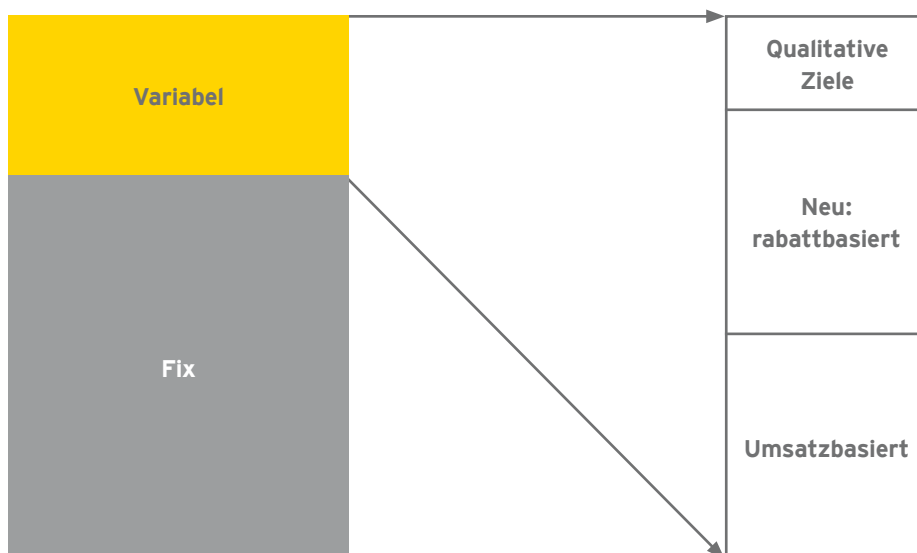 Variabel
Fix
Qualitative
Ziele
Neu:
rabattbasiert
Umsatzbasiert